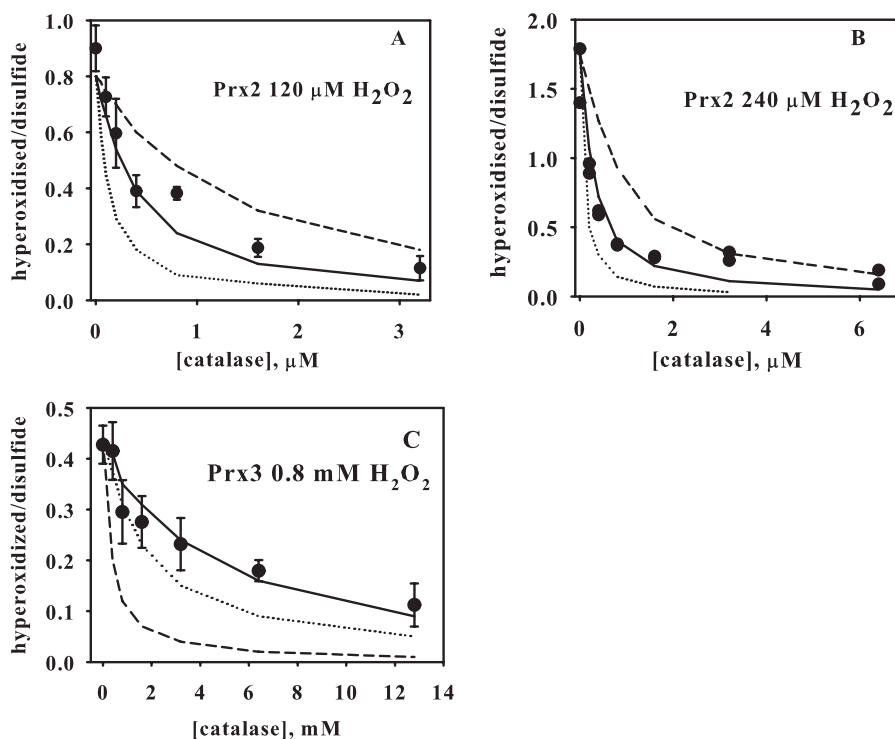 A
Prx2 120 μM H₂O₂
hyperoxidised/disulfide
1.0
0.8
0.6
0.4
0.2
0.0
0 1 2 3
[catalase], μM
B
Prx2 240 μM H₂O₂
hyperoxidised/disulfide
2.0
1.5
1.0
0.5
0.0
0 2 4 6
[catalase], μM
C
Prx3 0.8 mM H₂O₂
hyperoxidized/disulfide
0.5
0.4
0.3
0.2
0.1
0.0
0 2 4 6 8 10 12 14
[catalase], mM